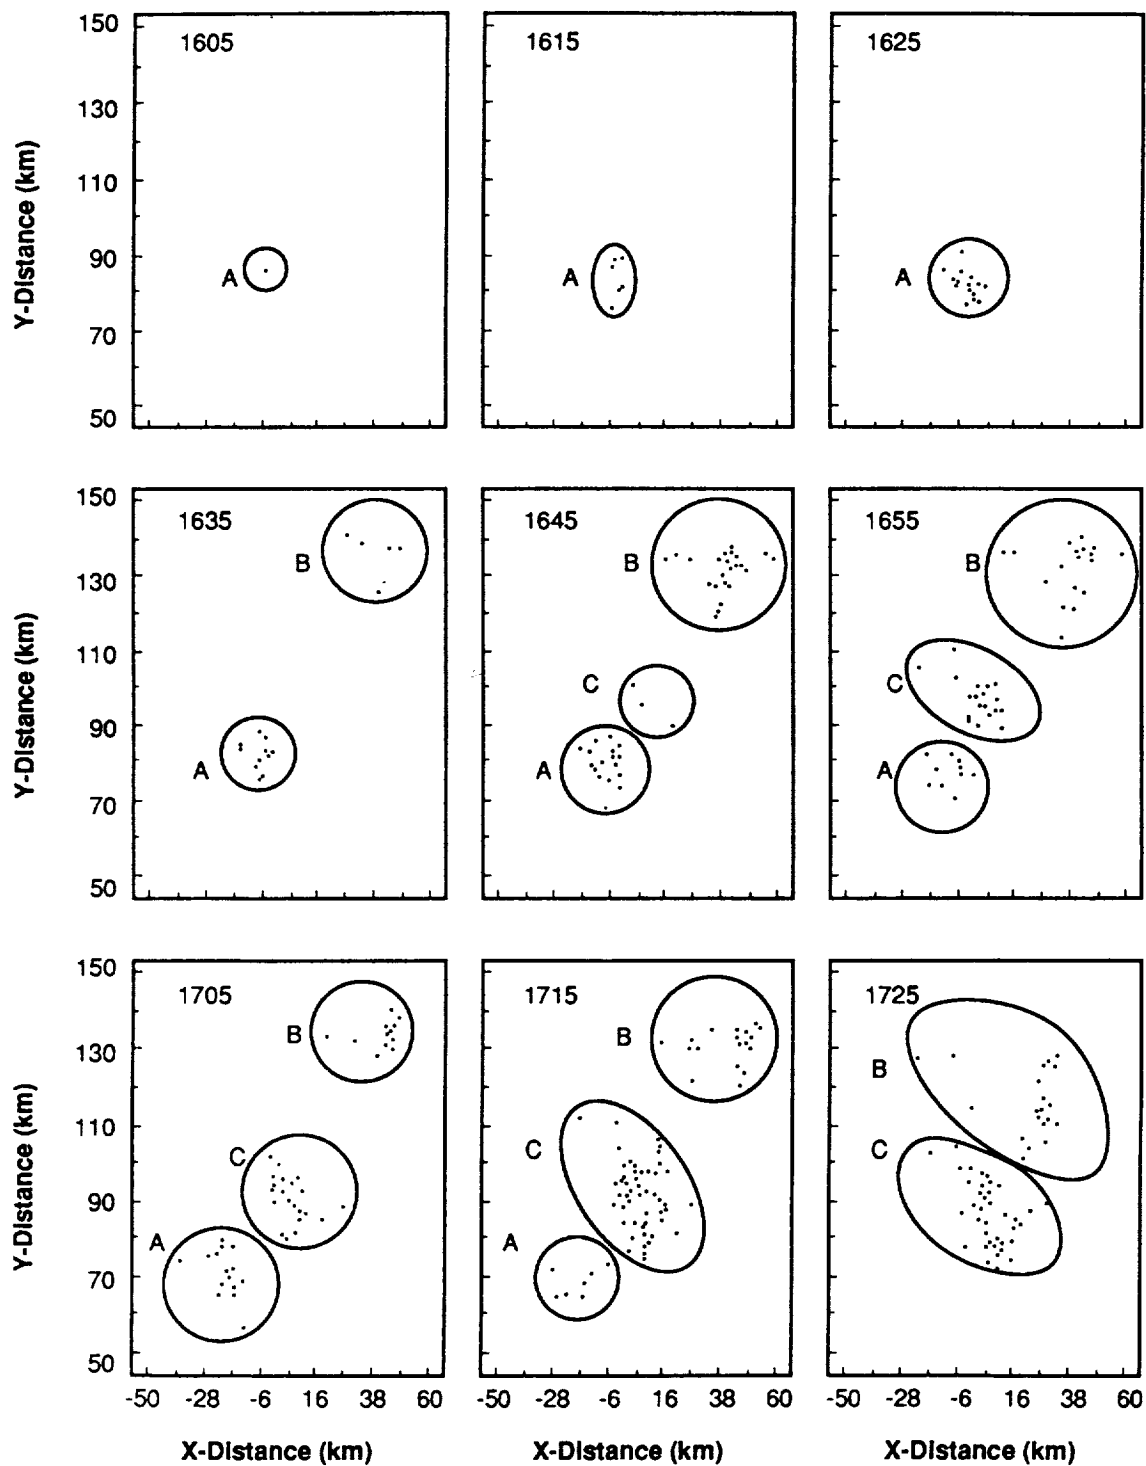 1605
1615
1625
150
130
110
90
70
50
Y-Distance (km)
A
A
A
1635
1645
1655
150
130
110
90
70
50
Y-Distance (km)
B
A
B
C
A
B
C
A
1705
1715
1725
150
130
110
90
70
50
Y-Distance (km)
B
C
A
B
C
A
B
C
-50 -28 -6 16 38 60
-50 -28 -6 16 38 60
-50 -28 -6 16 38 60
X-Distance (km)
X-Distance (km)
X-Distance (km)